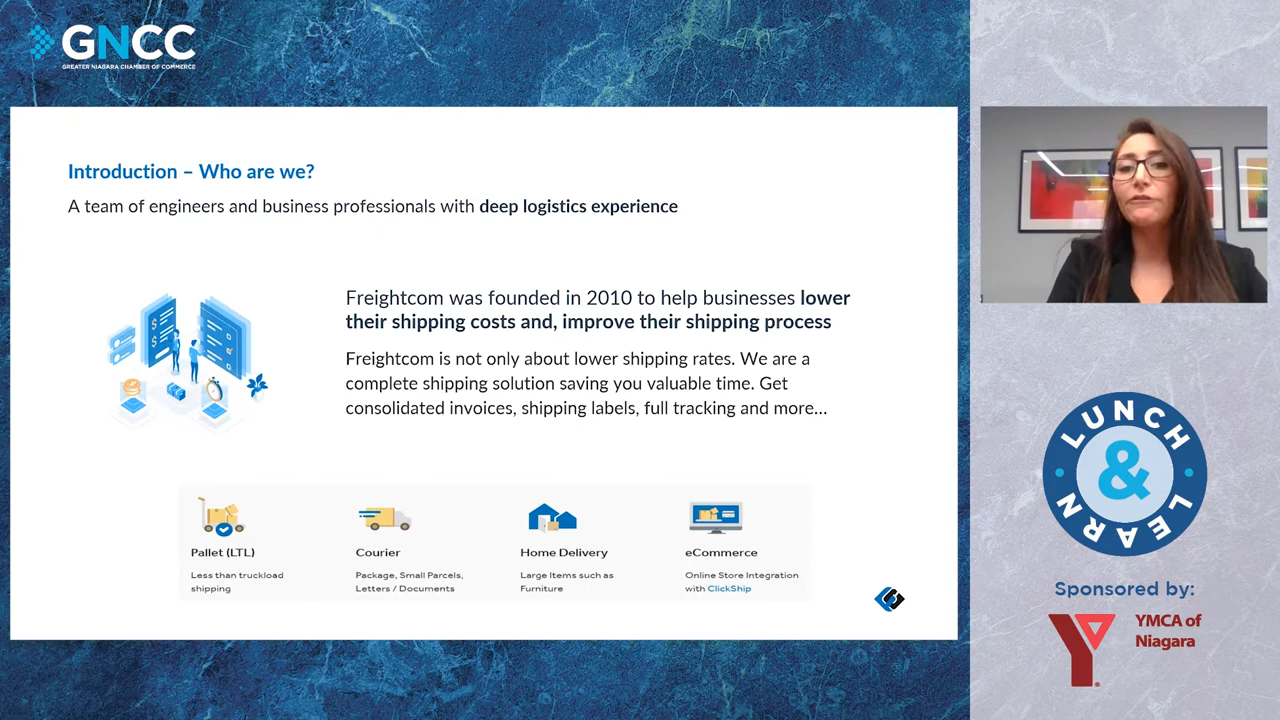 GNCC
GREATER NIAGARA CHAMBER OF COMMERCE
Introduction – Who are we?
A team of engineers and business professionals with deep logistics experience
Freightcom was founded in 2010 to help businesses lower
their shipping costs and, improve their shipping process
Freightcom is not only about lower shipping rates. We are a
complete shipping solution saving you valuable time. Get
consolidated invoices, shipping labels, full tracking and more...
Pallet (LTL)
Less than truckload
shipping
Courier
Package, Small Parcels,
Letters / Documents
Home Delivery
Large Items such as
Furniture
eCommerce
Online Store Integration
with ClickShip
LUNCH
&
LEARN
Sponsored by:
YMCA of
Niagara